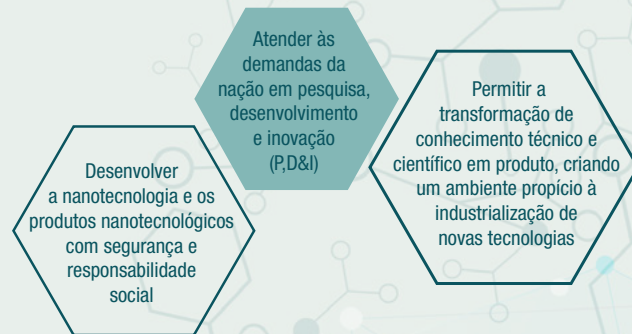 Atender às
demandas da
nação em pesquisa,
desenvolvimento
e inovação
(P,D&I)
Permitir a
transformação de
conhecimento técnico e
científico em produto, criando
um ambiente propício à
industrialização de
novas tecnologias
Desenvolver
a nanotecnologia e os
produtos nanotecnológicos
com segurança e
responsabilidade
social